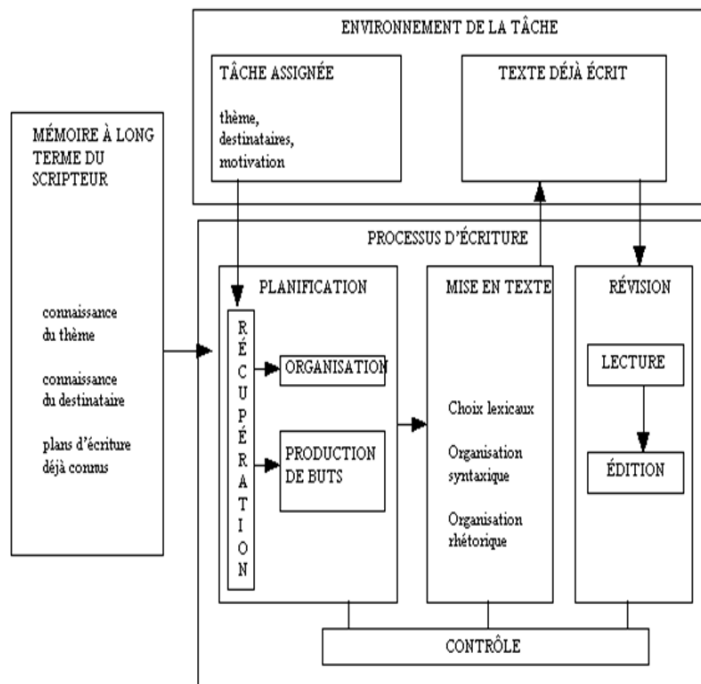 ENVIRONNEMENT DE LA TÂCHE
TÂCHE ASSIGNÉE
thème,
destinataires,
motivation
TEXTE DÉJÀ ÉCRIT
MÉMOIRE À LONG
TERME DU
SCRIPTEUR
connaissance
du thème
connaissance
du destinataire
plans d'écriture
déjà connus
PROCESSUS D'ÉCRITURE
PLANIFICATION
RÉCUPÉRATION
ORGANISATION
PRODUCTION
DE BUTS
MISE EN TEXTE
Choix lexicaux
Organisation
syntaxique
Organisation
rhétorique
RÉVISION
LECTURE
ÉDITION
CONTRÔLE